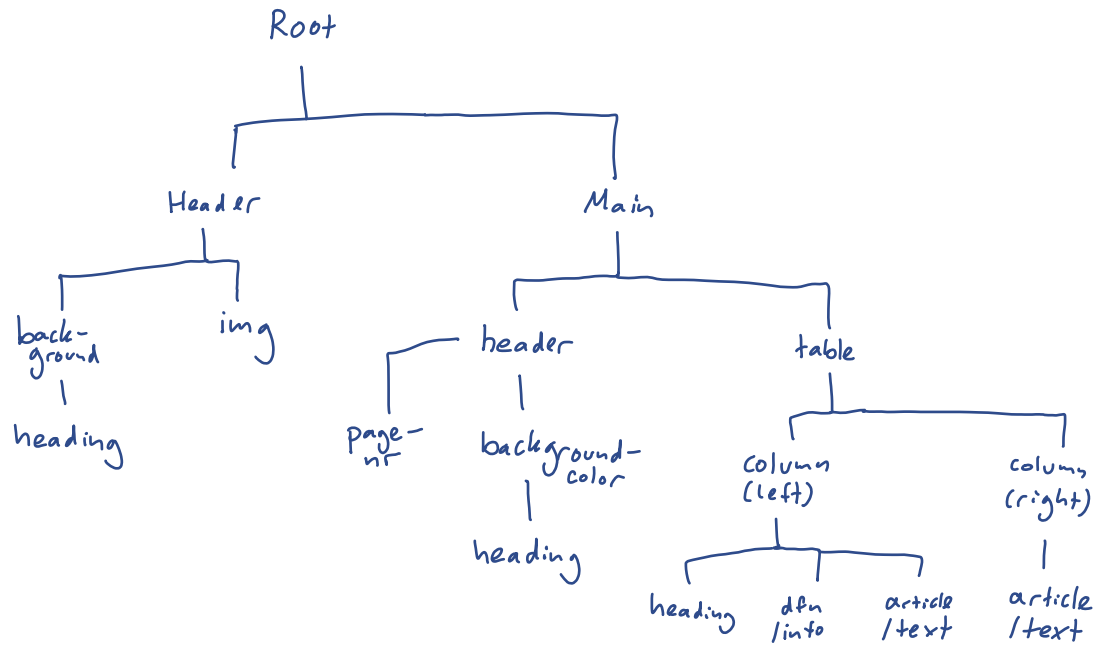 Root
Header
Main
back-
ground
img
header
table
heading
page-
nr
background-
color
column
(left)
column
(right)
heading
heading
dfn
/info
article
/text
article
/text